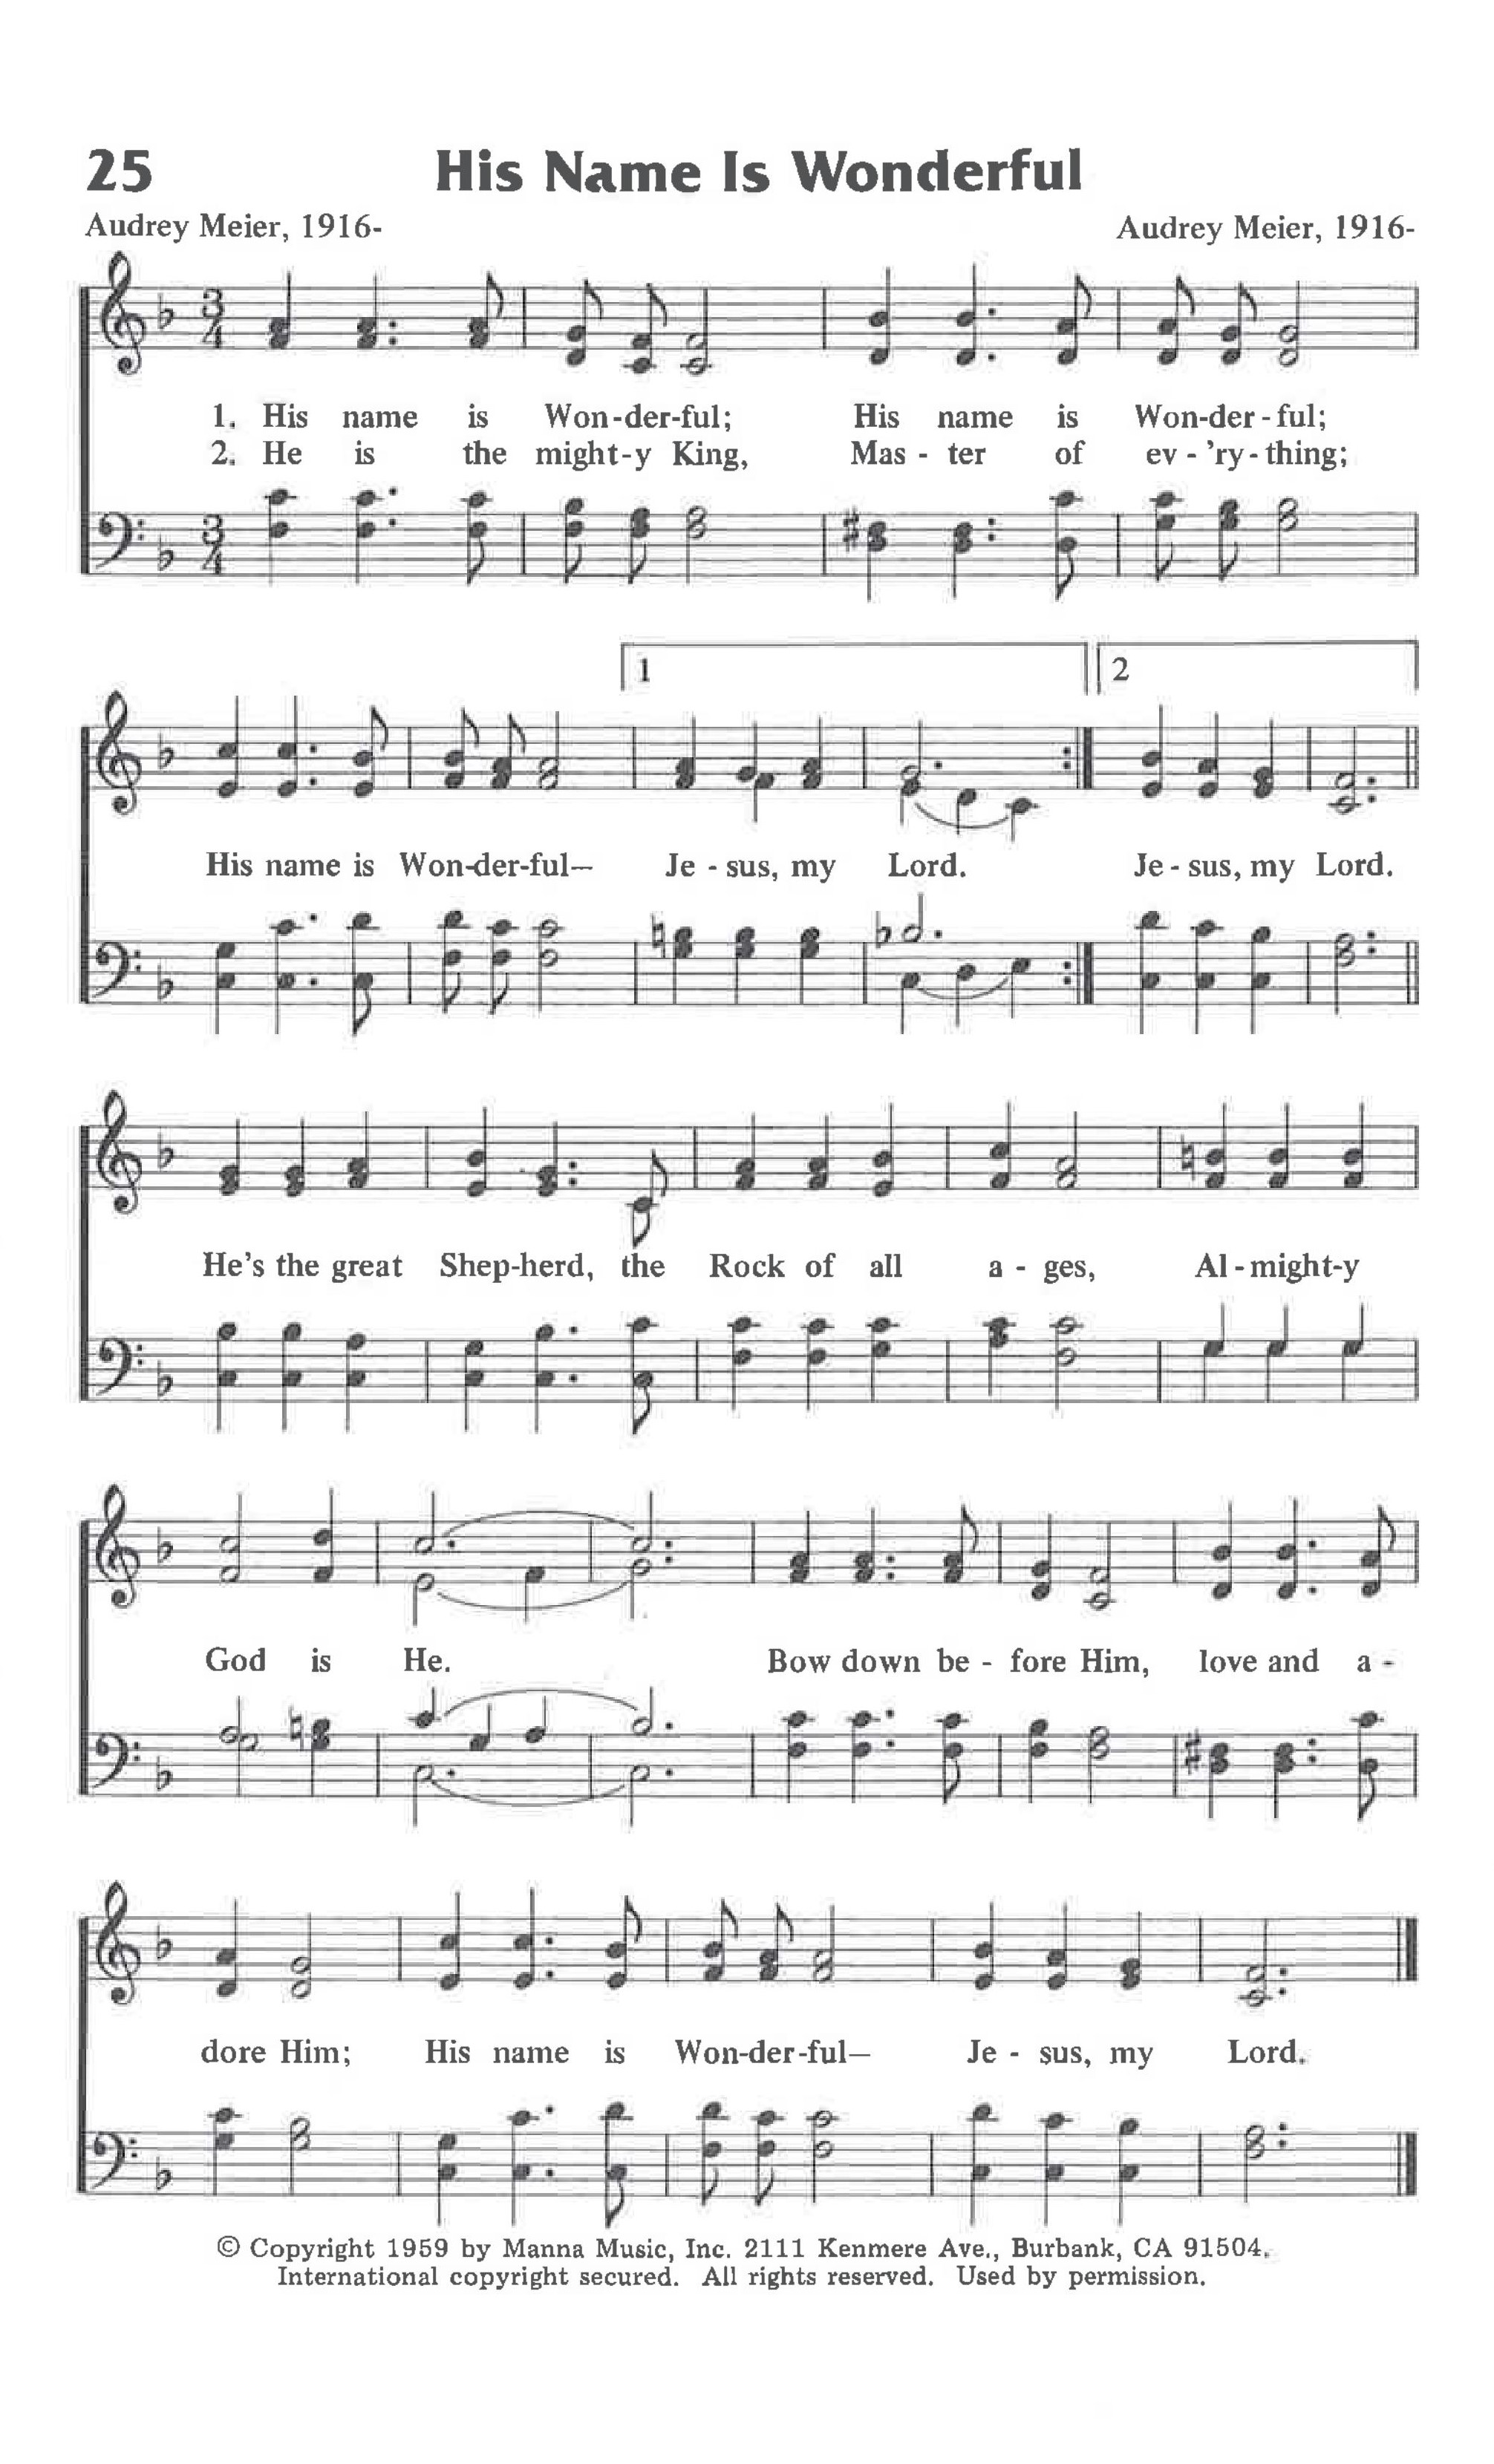 25 His Name Is Wonderful
Audrey Meier, 1916- Audrey Meier, 1916-
3 4
1. His name is Won-der-ful; His name is Won-der-ful;
2. He is the might-y King, Mas-ter of ev-'ry-thing;
3 4
1 2
His name is Won-der-ful— Je-sus, my Lord. Je-sus, my Lord.
He's the great Shep-herd, the Rock of all a-ges, Al-might-y
God is He. Bow down be-fore Him, love and a-
dore Him; His name is Won-der-ful— Je-sus, my Lord.
© Copyright 1959 by Manna Music, Inc. 2111 Kenmere Ave., Burbank, CA 91504.
International copyright secured. All rights reserved. Used by permission.